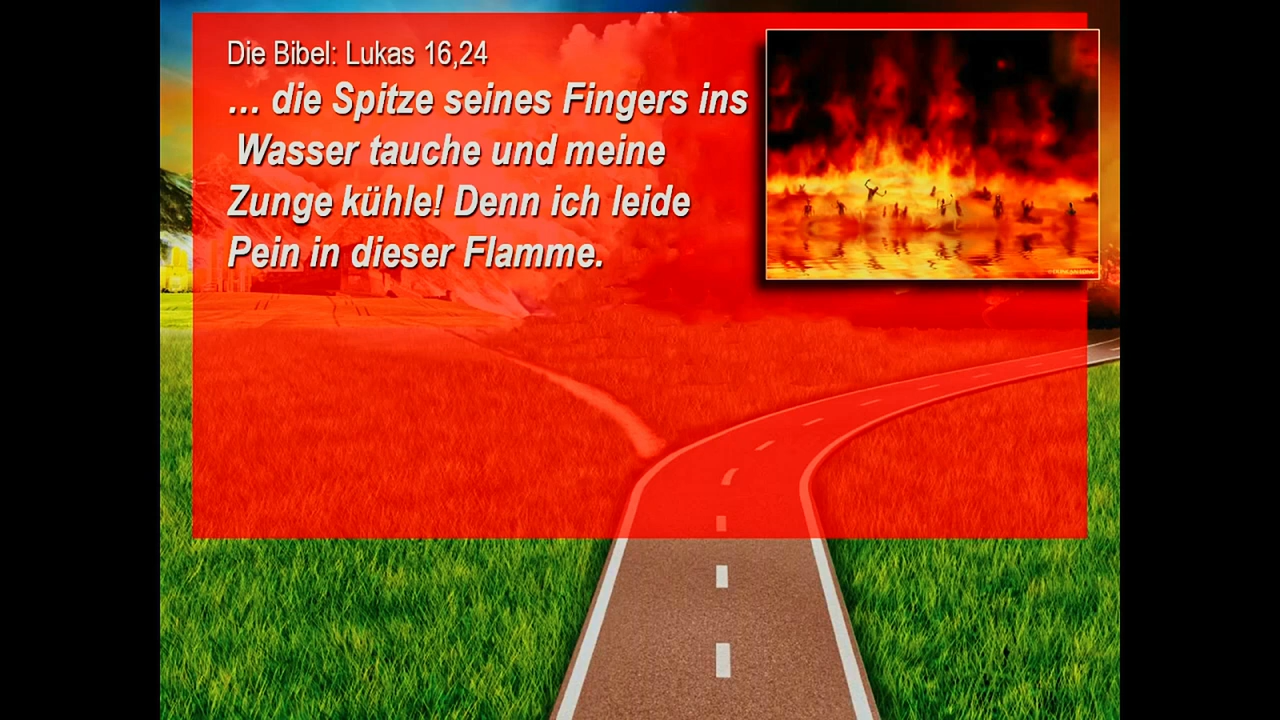 Die Bibel: Lukas 16,24
... die Spitze seines Fingers ins
Wasser tauche und meine
Zunge kühle! Denn ich leide
Pein in dieser Flamme.